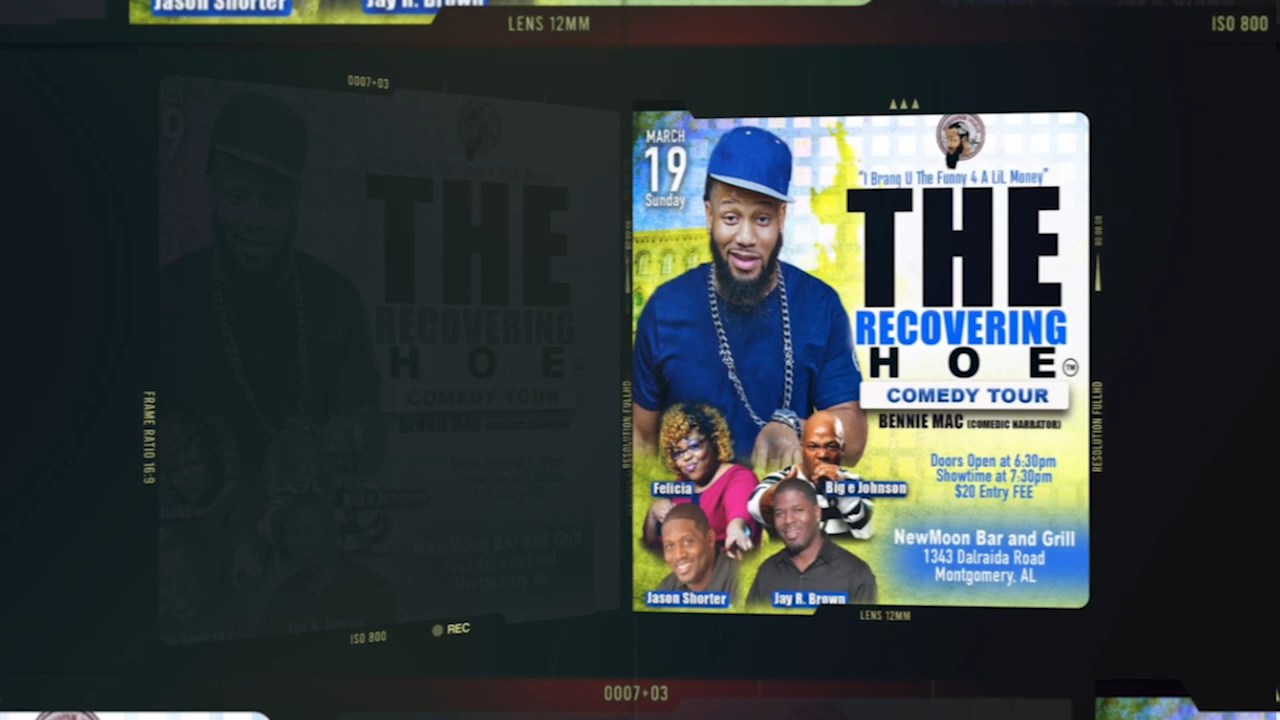 Jason Shorter
Jay R. Brown
LENS 12MM
ISO 800
0007+03
MARCH
19
Sunday
"I Brang U The Funny 4 A LiL Money"
THE
RECOVERING
HOE
TM
COMEDY TOUR
BENNIE MAC (COMEDIC NARRATOR)
Doors Open at 6:30pm
Showtime at 7:30pm
$20 Entry FEE
Felicia
Big e Johnson
NewMoon Bar and Grill
1343 Dalraida Road
Montgomery, AL
Jason Shorter
Jay R. Brown
FRAME RATIO 16:9
RESOLUTION FULLHD
RESOLUTION FULLHD
THE
RECOVERING
HOE
COMEDY TOUR
LENS 12MM
ISO 800
REC
0007+03